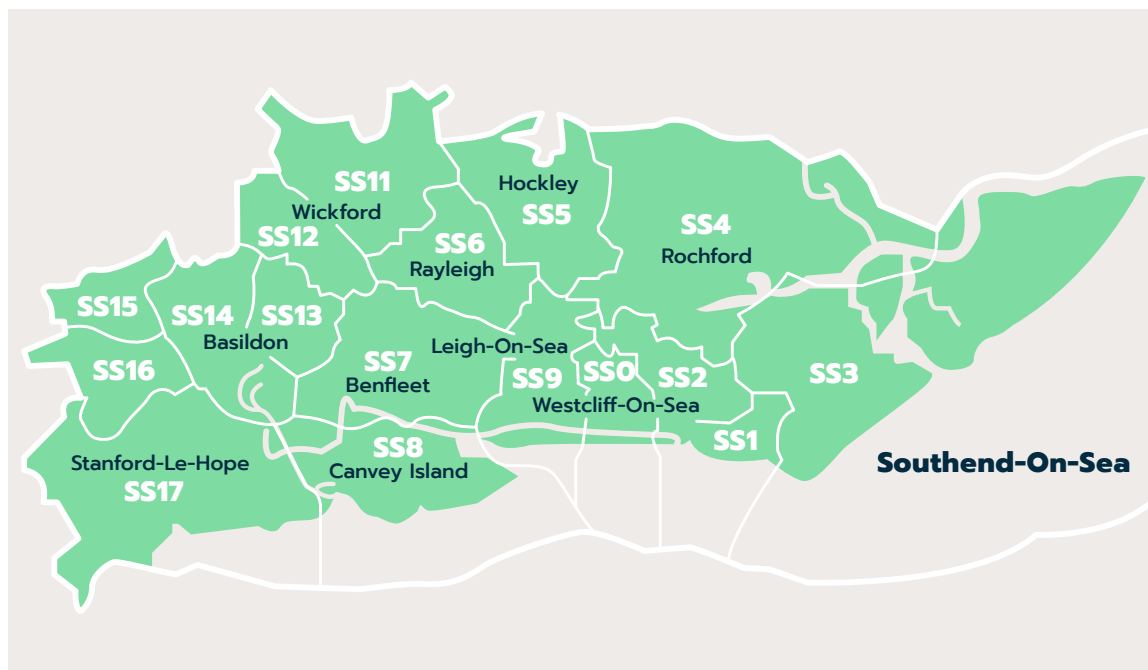 SS11
Wickford
SS12
Hockley
SS5
SS6
Rayleigh
SS4
Rochford
SS15
SS14
SS13
Basildon
SS16
SS7
Benfleet
Leigh-On-Sea
SS9
SS0
SS2
Westcliff-On-Sea
SS3
SS1
SS8
Canvey Island
Stanford-Le-Hope
SS17
Southend-On-Sea